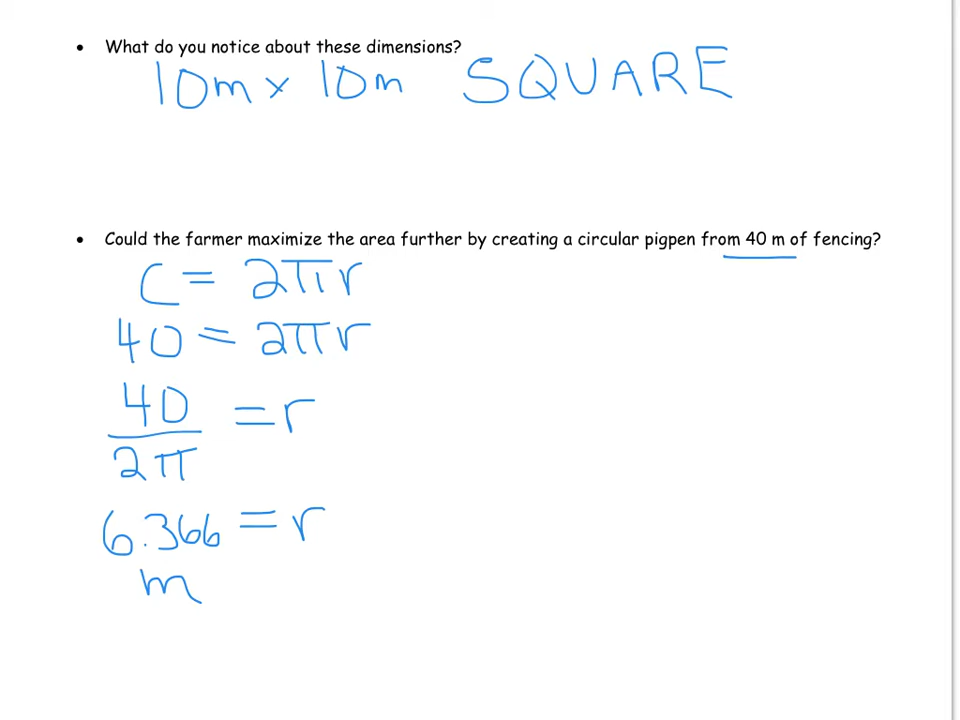 • What do you notice about these dimensions?
10m x 10m SQUARE
• Could the farmer maximize the area further by creating a circular pigpen from 40 m of fencing?
C = 2πr
40 = 2πr
40
= r
2π
6.366 = r
m